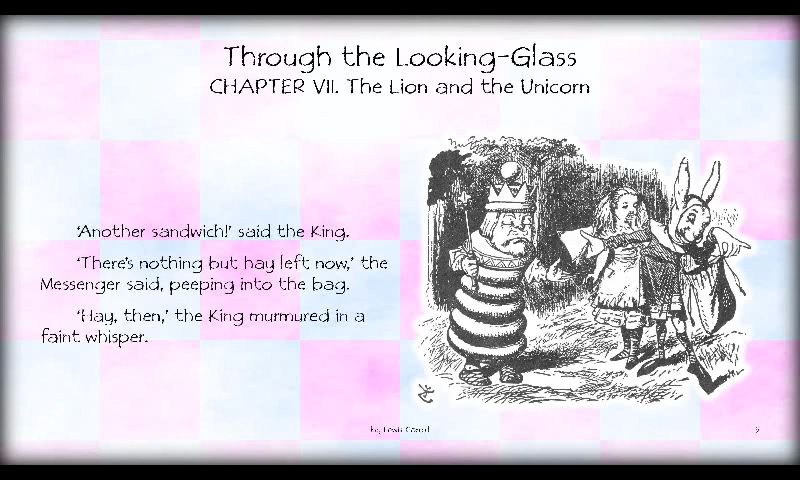 Through the Looking-Glass
CHAPTER VII. The Lion and the Unicorn
'Another sandwich!' said the King.
'There's nothing but hay left now,' the
Messenger said, peeping into the bag.
'Hay, then,' the King murmured in a
faint whisper.
by Lewis Carroll